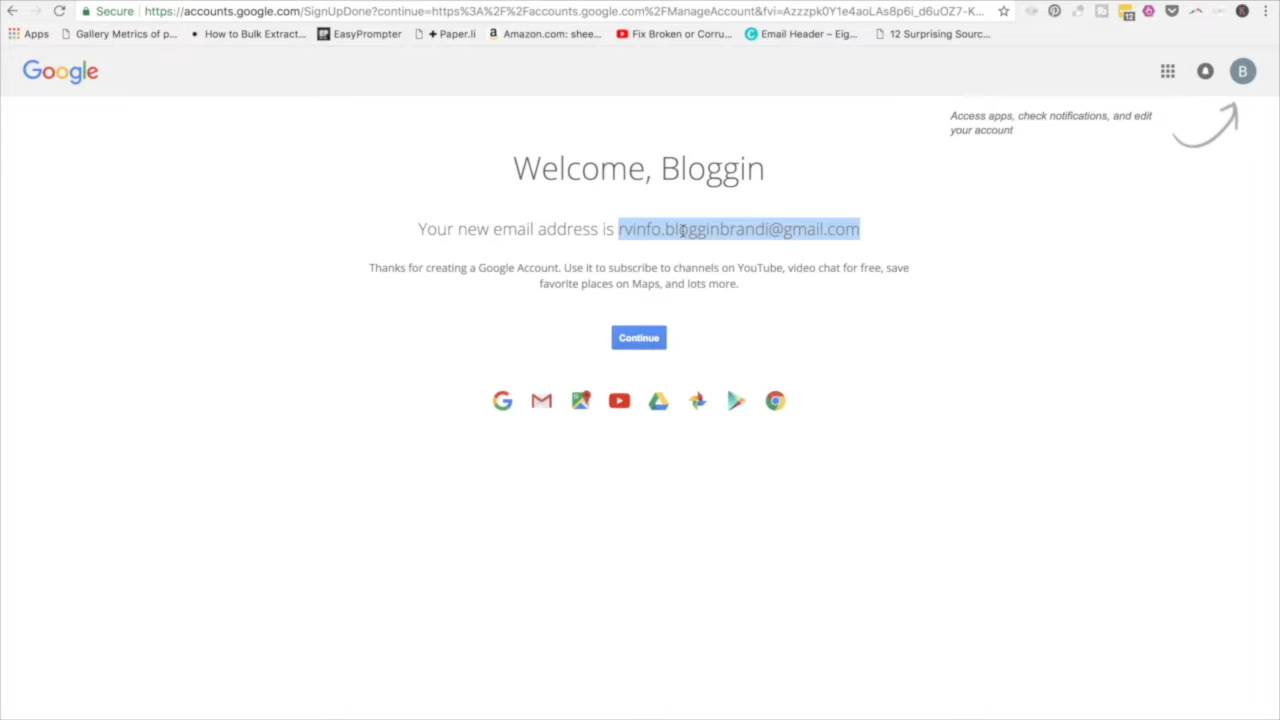 Secure https://accounts.google.com/SignUpDone?continue=https%3A%2F%2Faccounts.google.com%2FManageAccount&fvi=Azzzpk0Y1e4aoLAs8p6i_d6uOZ7-K...
12
Apps Gallery Metrics of p... How to Bulk Extract... EasyPrompter + Paper.li Amazon.com: shee... Fix Broken or Corru... Email Header – Eig... 12 Surprising Sourc...
Google
B
Access apps, check notifications, and edit
your account
Welcome, Bloggin
Your new email address is rvinfo.blogginbrandi@gmail.com
Thanks for creating a Google Account. Use it to subscribe to channels on YouTube, video chat for free, save
favorite places on Maps, and lots more.
Continue